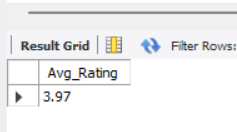 Result Grid Filter Rows:
Avg_Rating
3.97